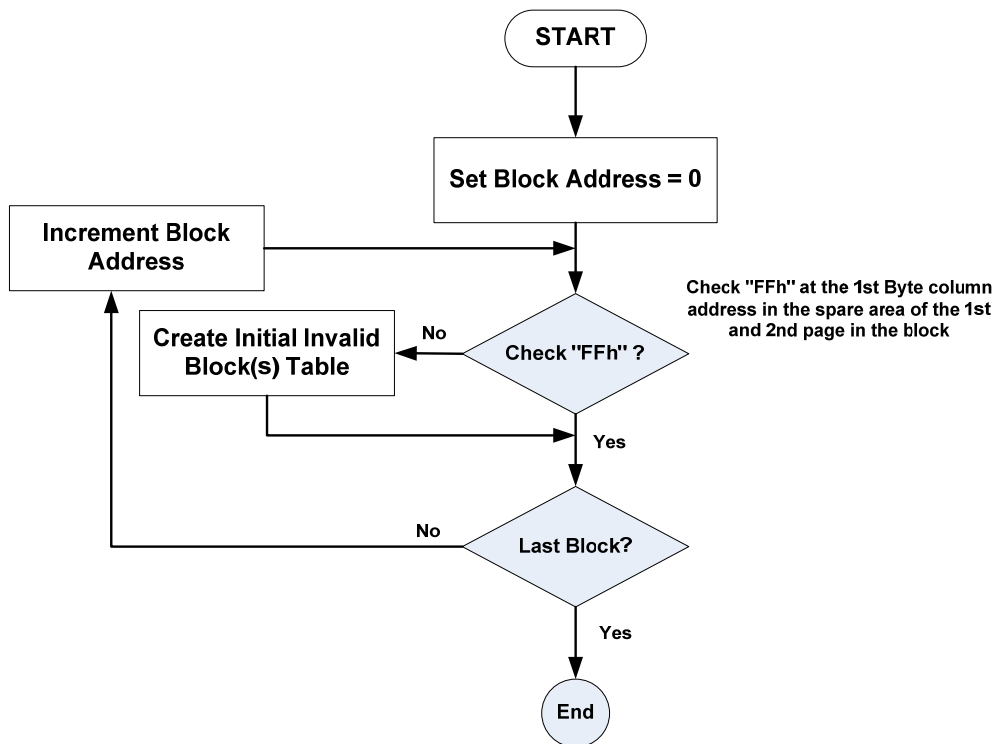 START
Set Block Address = 0
Increment Block
Address
Check "FFh" at the 1st Byte column
address in the spare area of the 1st
and 2nd page in the block
Create Initial Invalid
Block(s) Table
No
Check "FFh" ?
Yes
No
Last Block?
Yes
End